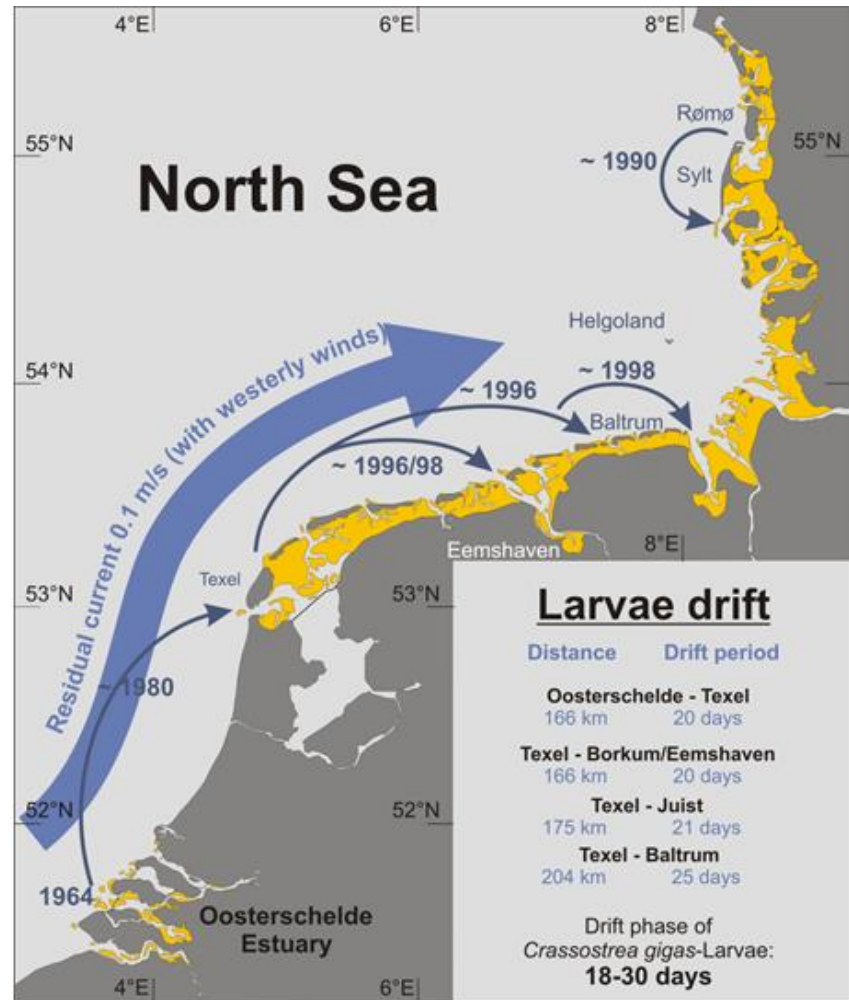 4°E
6°E
8°E
Rømø
55°N
55°N
~ 1990
Sylt
North Sea
Helgoland
54°N
~ 1998
~ 1996
Baltrum
Residual current 0.1 m/s (with westerly winds)
~ 1996/98
Eemshaven
8°E
Texel
53°N
53°N
~ 1980
52°N
52°N
1964
Oosterschelde
Estuary
4°E
6°E
Larvae drift
Distance Drift period
Oosterschelde - Texel
166 km 20 days
Texel - Borkum/Eemshaven
166 km 20 days
Texel - Juist
175 km 21 days
Texel - Baltrum
204 km 25 days
Drift phase of
Crassostrea gigas-Larvae:
18-30 days